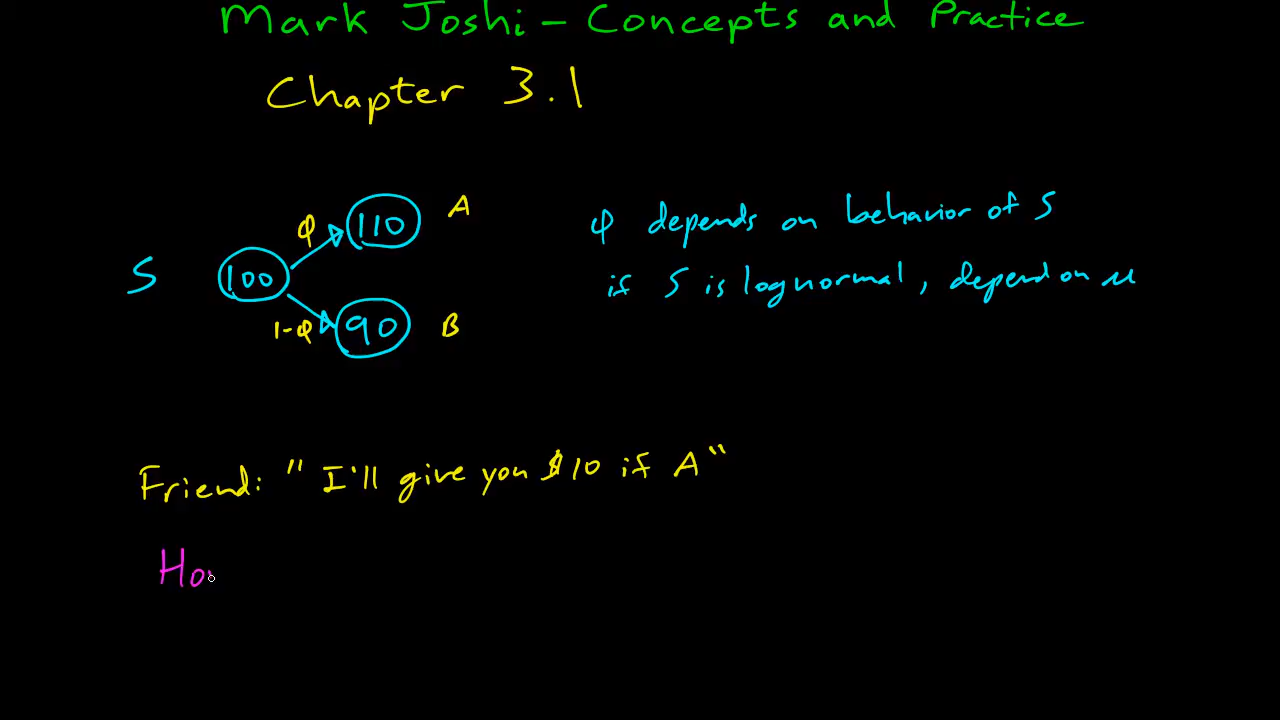 Mark Joshi - Concepts and Practice
Chapter 3.1
S
100
φ
110
A
1-φ
90
B
φ depends on behavior of S
if S is lognormal, depend on μ
Friend: "I'll give you $10 if A"
Ho